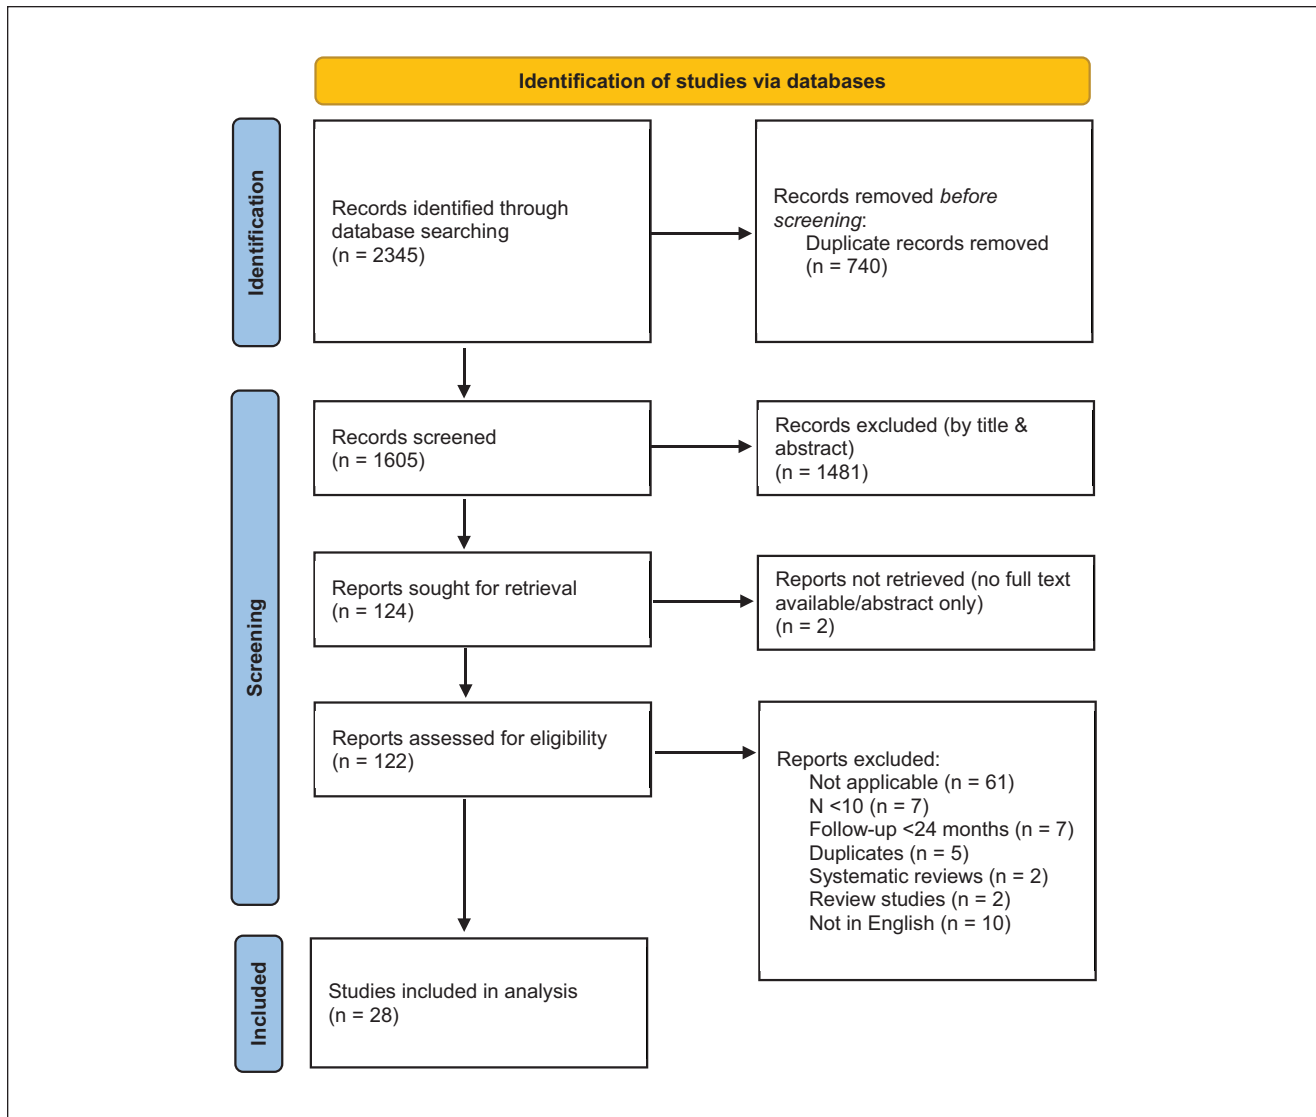 Identification of studies via databases
Identification
Records identified through
database searching
(n = 2345)
Records removed before
screening:
Duplicate records removed
(n = 740)
Screening
Records screened
(n = 1605)
Records excluded (by title &
abstract)
(n = 1481)
Reports sought for retrieval
(n = 124)
Reports not retrieved (no full text
available/abstract only)
(n = 2)
Reports assessed for eligibility
(n = 122)
Reports excluded:
Not applicable (n = 61)
N <10 (n = 7)
Follow-up <24 months (n = 7)
Duplicates (n = 5)
Systematic reviews (n = 2)
Review studies (n = 2)
Not in English (n = 10)
Included
Studies included in analysis
(n = 28)